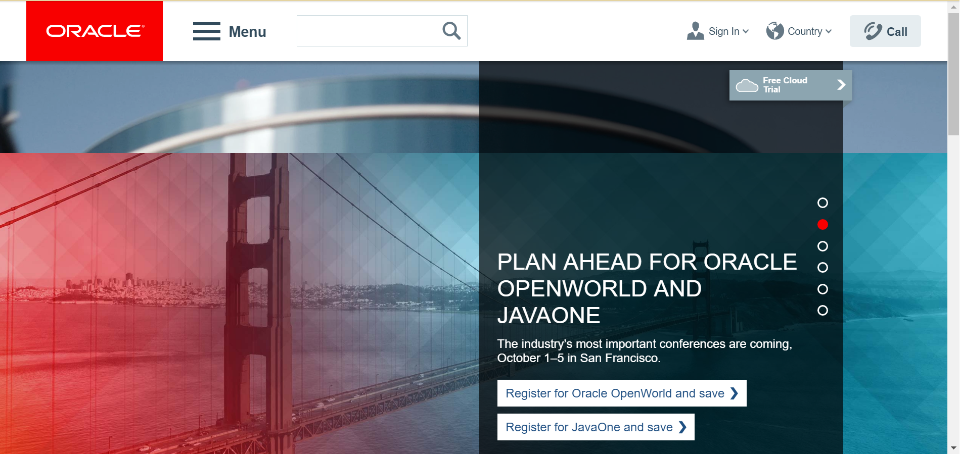 ORACLE
Menu
Sign In
Country
Call
Free Cloud
Trial
PLAN AHEAD FOR ORACLE
OPENWORLD AND
JAVAONE
The industry's most important conferences are coming,
October 1–5 in San Francisco.
Register for Oracle OpenWorld and save
Register for JavaOne and save